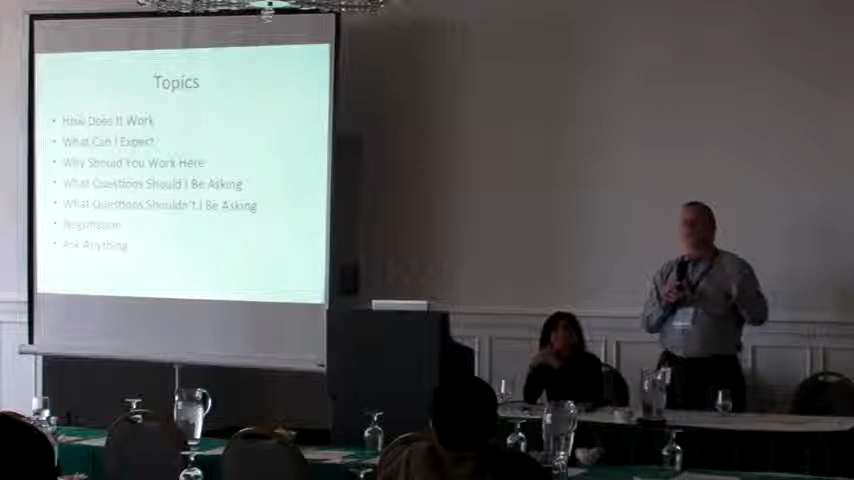 Topics
• How Does It Work
• What Can I Expect?
• Why Should You Work Here
• What Questions Should I Be Asking
• What Questions Shouldn't I Be Asking
• Negotiation
• Ask Anything